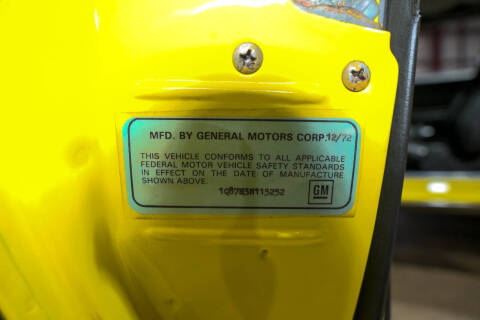 MFD. BY GENERAL MOTORS CORP. 12/72
THIS VEHICLE CONFORMS TO ALL APPLICABLE
FEDERAL MOTOR VEHICLE SAFETY STANDARDS
IN EFFECT ON THE DATE OF MANUFACTURE
SHOWN ABOVE.
GM